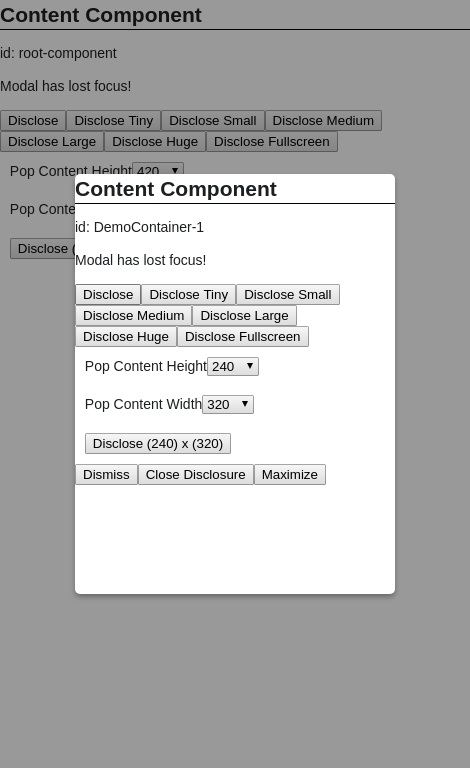 Content Component
id: root-component
Modal has lost focus!
Disclose Disclose Tiny Disclose Small Disclose Medium
Disclose Large Disclose Huge Disclose Fullscreen
Pop Content Height 420
Pop Conte
Disclose (
Content Component
id: DemoContainer-1
Modal has lost focus!
Disclose Disclose Tiny Disclose Small
Disclose Medium Disclose Large
Disclose Huge Disclose Fullscreen
Pop Content Height 240
Pop Content Width 320
Disclose (240) x (320)
Dismiss Close Disclosure Maximize